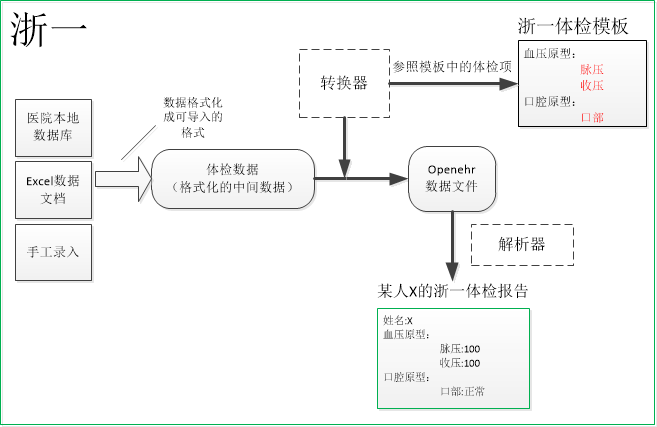 浙一
浙一体检模板
血压原型：
脉压
收压
口腔原型：
口部
转换器
参照模板中的体检项
医院本地
数据库
数据格式化
成可导入的
格式
Excel数据
文档
体检数据
（格式化的中间数据）
Openehr
数据文件
手工录入
解析器
某人X的浙一体检报告
姓名:X
血压原型：
脉压:100
收压:100
口腔原型：
口部:正常